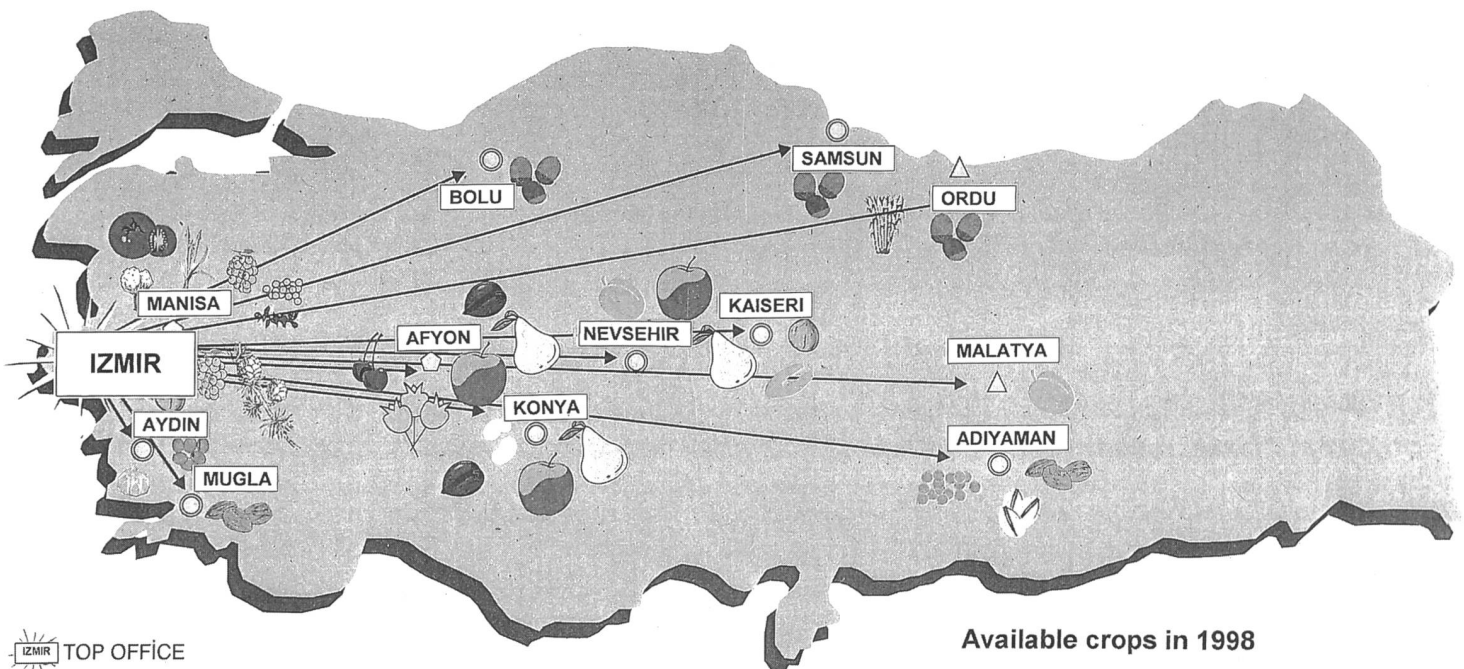 BOLU
SAMSUN
ORDU
MANISA
KAISERI
AFYON
NEVSEHIR
IZMIR
MALATYA
KONYA
AYDIN
ADIYAMAN
MUGLA
IZMIR TOP OFFİCE
Available crops in 1998